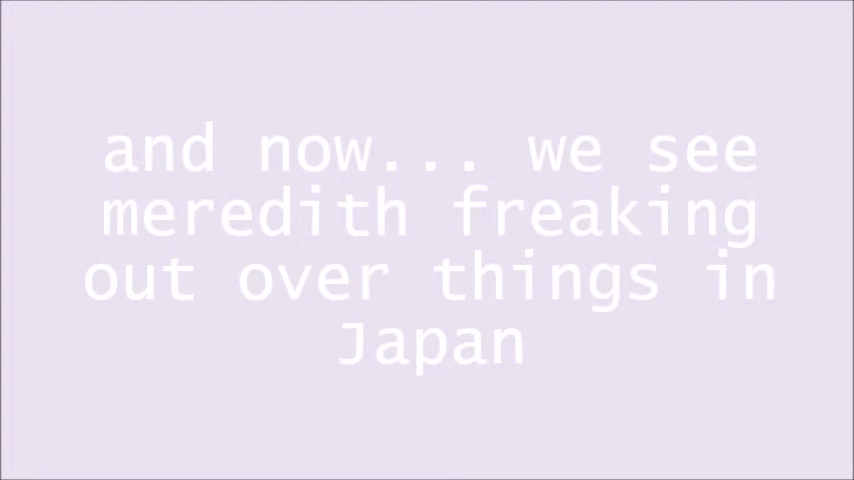 and now... we see
meredith freaking
out over things in
Japan